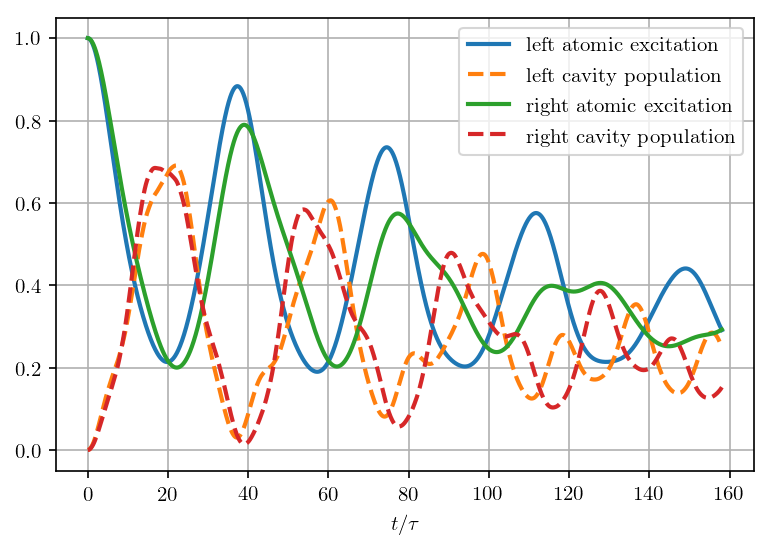 1.0
0.8
0.6
0.4
0.2
0.0
left atomic excitation
left cavity population
right atomic excitation
right cavity population
0 20 40 60 80 100 120 140 160
t/τ